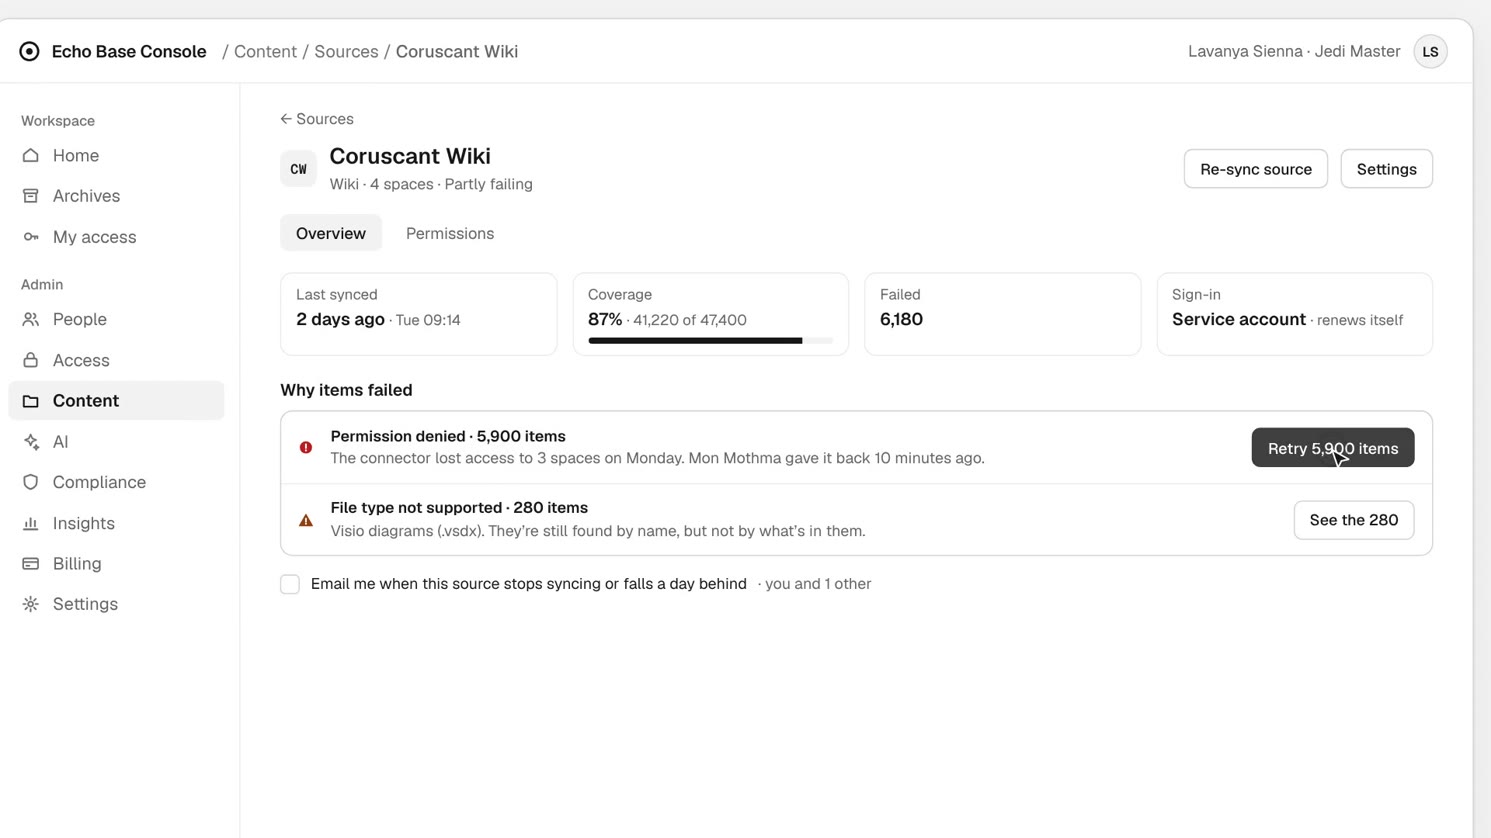 Echo Base Console / Content / Sources / Coruscant Wiki
Lavanya Sienna · Jedi Master LS
Workspace
Home
Archives
My access
Admin
People
Access
Content
AI
Compliance
Insights
Billing
Settings
← Sources
CW
Coruscant Wiki
Wiki · 4 spaces · Partly failing
Re-sync source
Settings
Overview
Permissions
Last synced
2 days ago · Tue 09:14
Coverage
87% · 41,220 of 47,400
Failed
6,180
Sign-in
Service account · renews itself
Why items failed
Permission denied · 5,900 items
The connector lost access to 3 spaces on Monday. Mon Mothma gave it back 10 minutes ago.
Retry 5,900 items
File type not supported · 280 items
Visio diagrams (.vsdx). They’re still found by name, but not by what’s in them.
See the 280
Email me when this source stops syncing or falls a day behind · you and 1 other